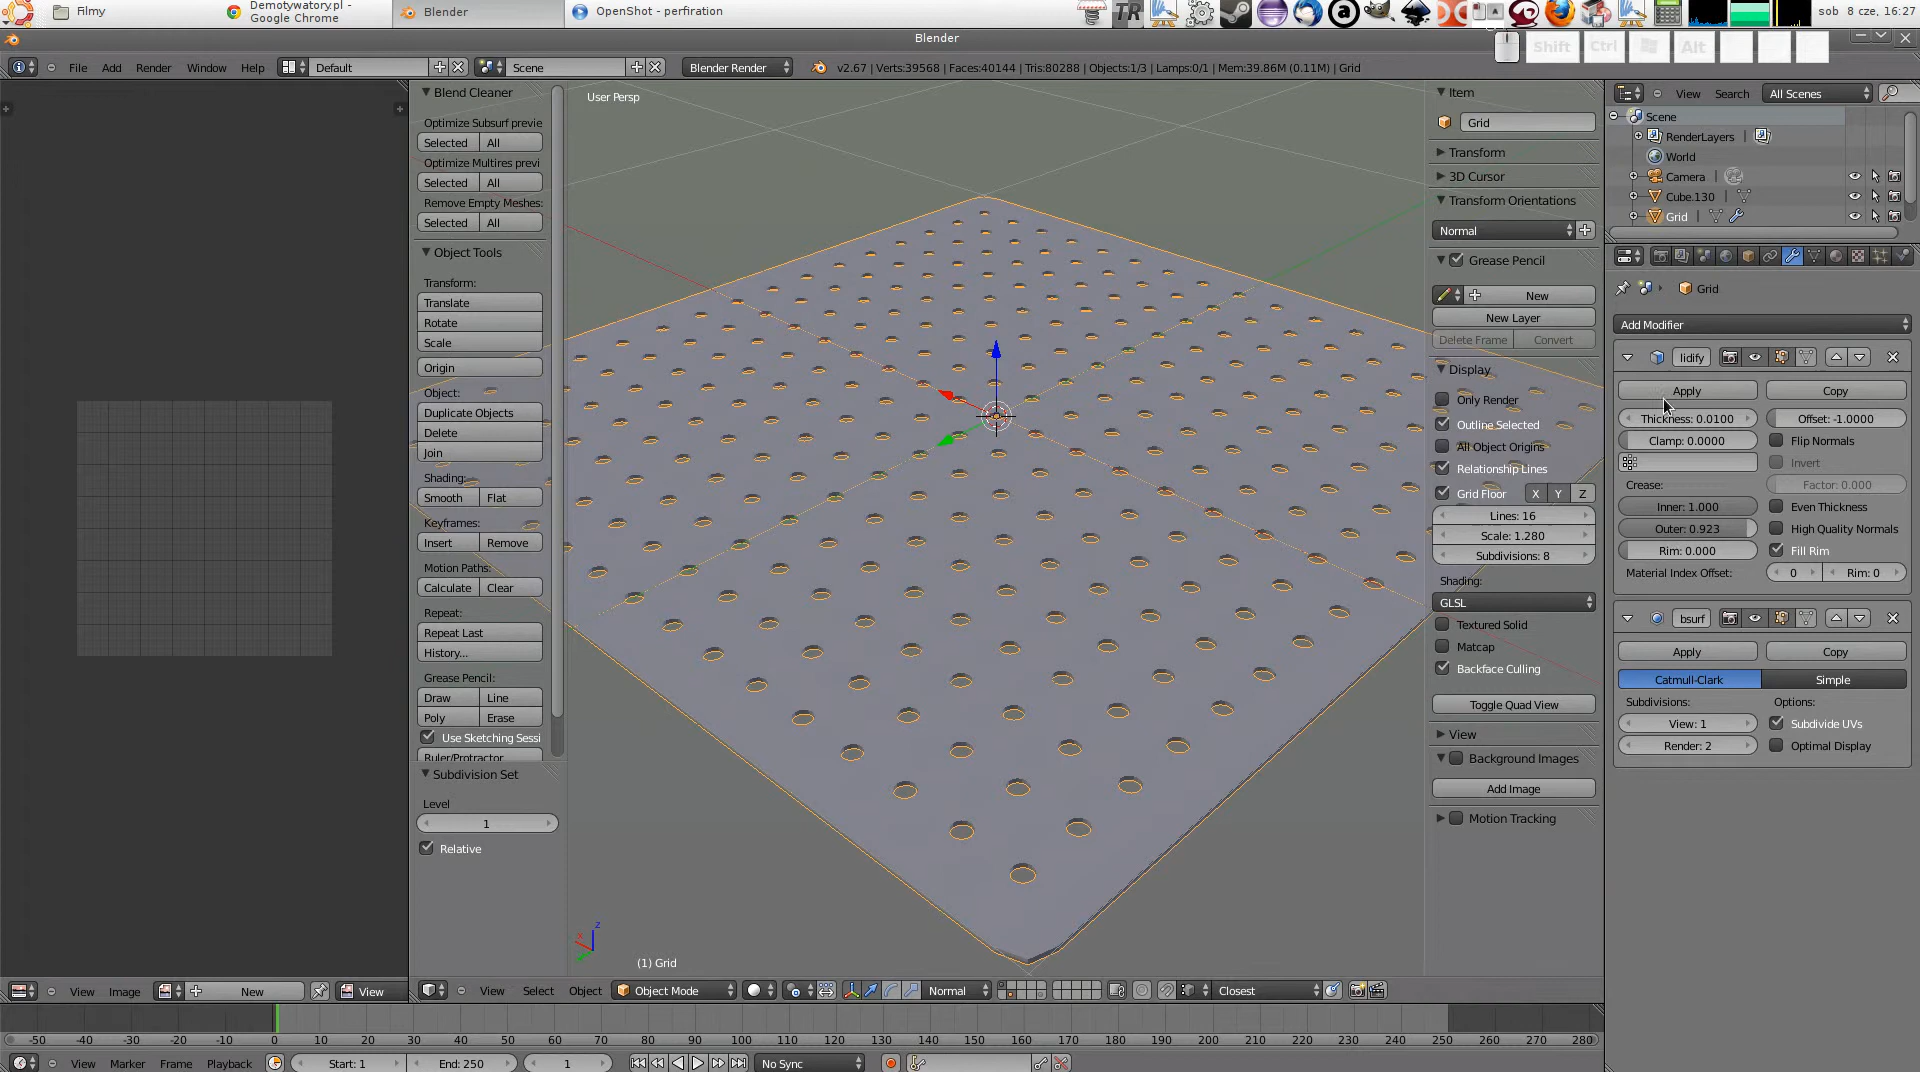 Filmy
Demotywatory.pl - Google Chrome
Blender
OpenShot - perfiration
TR
a
sob 8 cze, 16:27
Blender
Shift Ctrl Alt
File Add Render Window Help
Default
Scene
Blender Render
v2.67 | Verts:39568 | Faces:40144 | Tris:80288 | Objects:1/3 | Lamps:0/1 | Mem:39.86M (0.11M) | Grid
Blend Cleaner
Optimize Subsurf previe
Selected All
Optimize Multires previ
Selected All
Remove Empty Meshes:
Selected All
Object Tools
Transform:
Translate
Rotate
Scale
Origin
Object:
Duplicate Objects
Delete
Join
Shading:
Smooth Flat
Keyframes:
Insert Remove
Motion Paths:
Calculate Clear
Repeat:
Repeat Last
History...
Grease Pencil:
Draw Line
Poly Erase
Use Sketching Sessi
Ruler/Protractor
Subdivision Set
Level
1
Relative
User Persp
z
x
(1) Grid
Item
Grid
Transform
3D Cursor
Transform Orientations
Normal
Grease Pencil
New
New Layer
Delete Frame Convert
Display
Only Render
Outline Selected
All Object Origins
Relationship Lines
Grid Floor X Y Z
Lines: 16
Scale: 1.280
Subdivisions: 8
Shading:
GLSL
Textured Solid
Matcap
Backface Culling
Toggle Quad View
View
Background Images
Add Image
Motion Tracking
View Search All Scenes
Scene
RenderLayers
World
Camera
Cube.130
Grid
Grid
Add Modifier
lidify
Apply Copy
Thickness: 0.0100 Offset: -1.0000
Clamp: 0.0000 Flip Normals
Invert
Crease: Factor: 0.000
Inner: 1.000 Even Thickness
Outer: 0.923 High Quality Normals
Rim: 0.000 Fill Rim
Material Index Offset: 0 Rim: 0
bsurf
Apply Copy
Catmull-Clark Simple
Subdivisions: Options:
View: 1 Subdivide UVs
Render: 2 Optimal Display
View Image New View
View Select Object Object Mode Normal Closest
-50 -40 -30 -20 -10 0 10 20 30 40 50 60 70 80 90 100 110 120 130 140 150 160 170 180 190 200 210 220 230 240 250 260 270 280
View Marker Frame Playback Start: 1 End: 250 1 No Sync